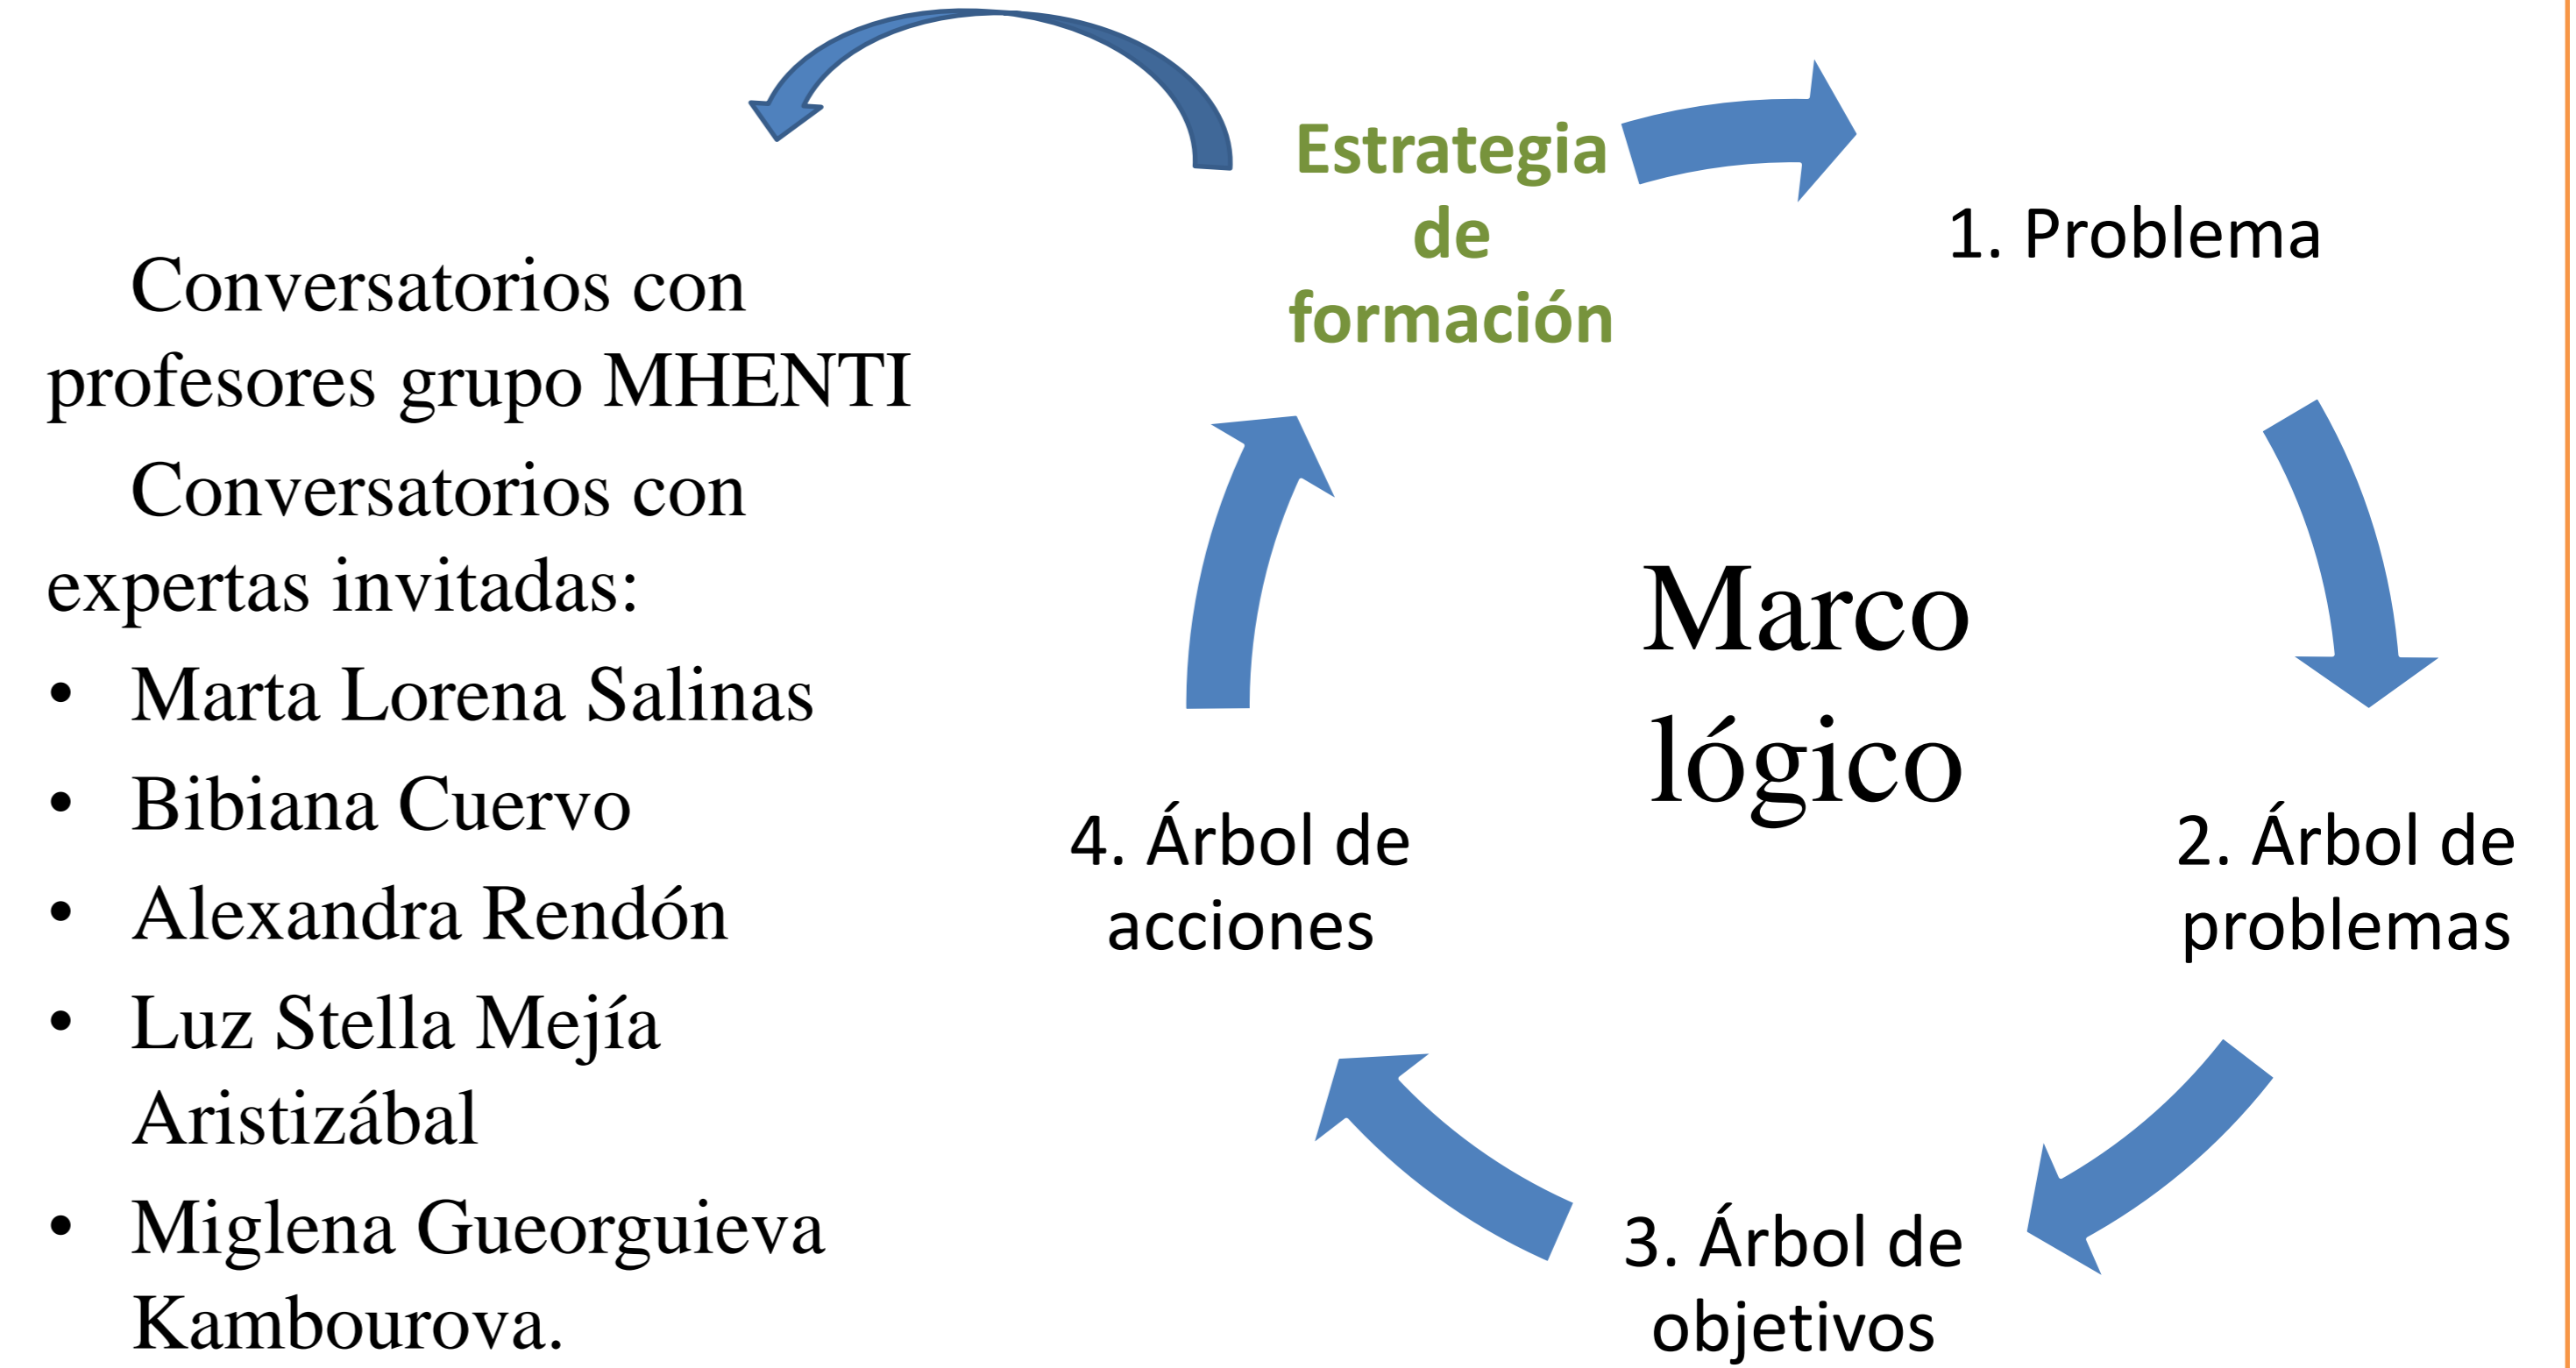 Conversatorios con
profesores grupo MHENTI
Conversatorios con
expertas invitadas:
• Marta Lorena Salinas
• Bibiana Cuervo
• Alexandra Rendón
• Luz Stella Mejía
Aristizábal
• Miglena Gueorguieva
Kambourova.
Estrategia
de
formación
1. Problema
2. Árbol de
problemas
3. Árbol de
objetivos
4. Árbol de
acciones
Marco
lógico